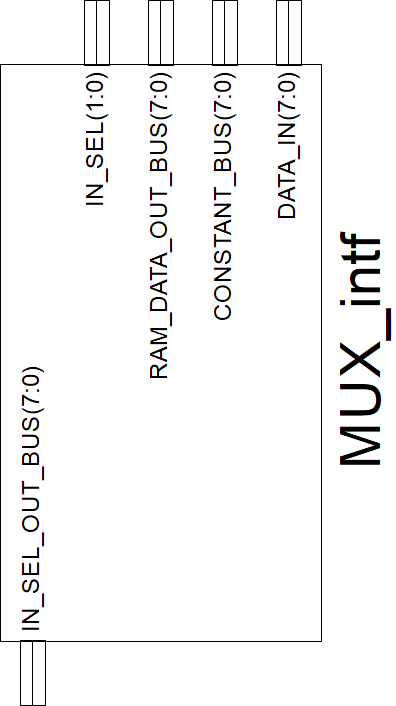 MUX_intf
IN_SEL(1:0)
RAM_DATA_OUT_BUS(7:0)
CONSTANT_BUS(7:0)
DATA_IN(7:0)
IN_SEL_OUT_BUS(7:0)